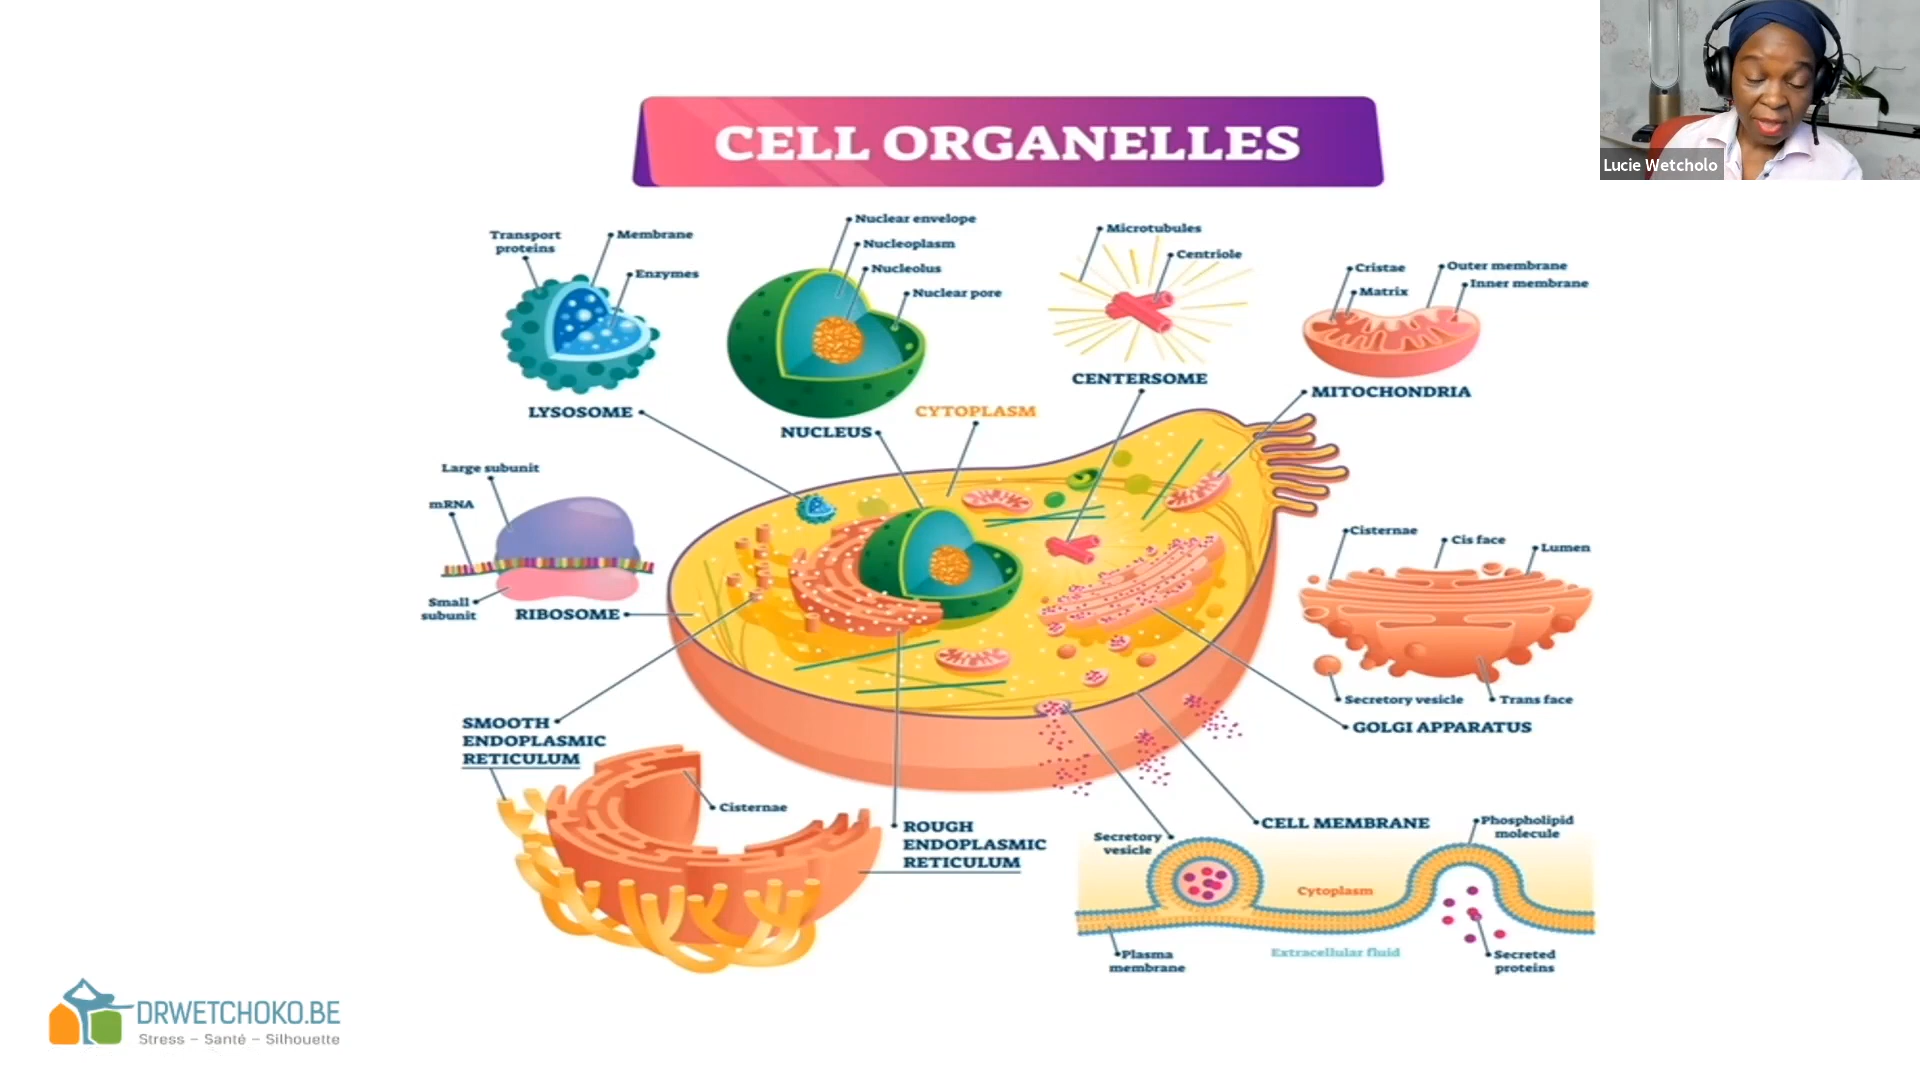 Lucie Wetcholo
CELL ORGANELLES
Transport
proteins
Membrane
Enzymes
LYSOSOME
Nuclear envelope
Nucleoplasm
Nucleolus
Nuclear pore
NUCLEUS
CYTOPLASM
Microtubules
Centriole
CENTERSOME
Cristae
Matrix
Outer membrane
Inner membrane
MITOCHONDRIA
Large subunit
mRNA
Small
subunit
RIBOSOME
Cisternae
Cis face
Lumen
Secretory vesicle
Trans face
GOLGI APPARATUS
SMOOTH
ENDOPLASMIC
RETICULUM
Cisternae
ROUGH
ENDOPLASMIC
RETICULUM
CELL MEMBRANE
Secretory
vesicle
Phospholipid
molecule
Cytoplasm
Plasma
membrane
Extracellular fluid
Secreted
proteins
DRWETCHOKO.BE
Stress – Santé – Silhouette